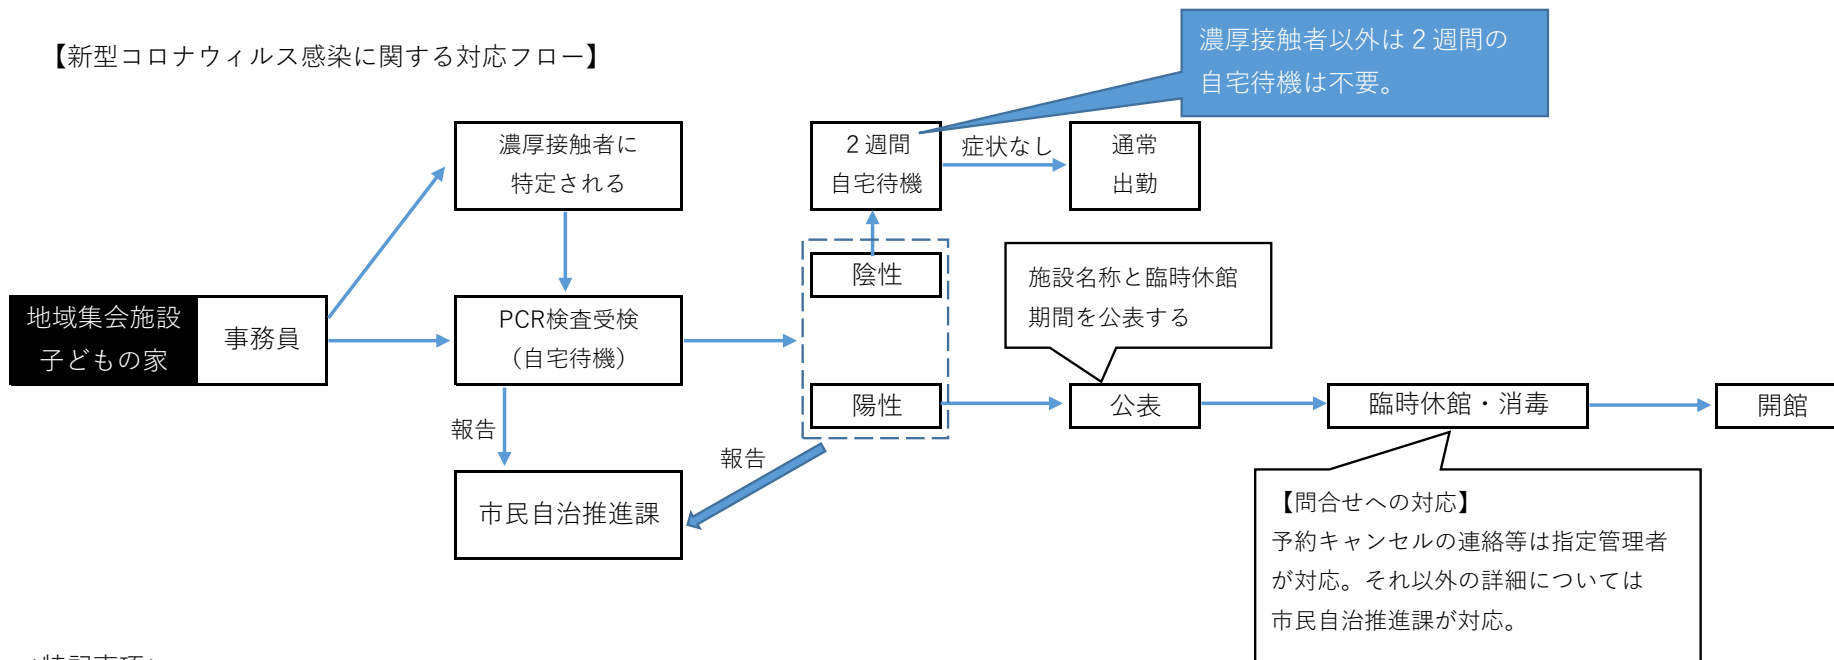 【新型コロナウィルス感染に関する対応フロー】
濃厚接触者以外は２週間の
自宅待機は不要。
濃厚接触者に
特定される
２週間
自宅待機
症状なし
通常
出勤
陰性
施設名称と臨時休館
期間を公表する
地域集会施設
子どもの家
事務員
PCR検査受検
（自宅待機）
陽性
公表
臨時休館・消毒
開館
報告
報告
市民自治推進課
【問合せへの対応】
予約キャンセルの連絡等は指定管理者
が対応。それ以外の詳細については
市民自治推進課が対応。